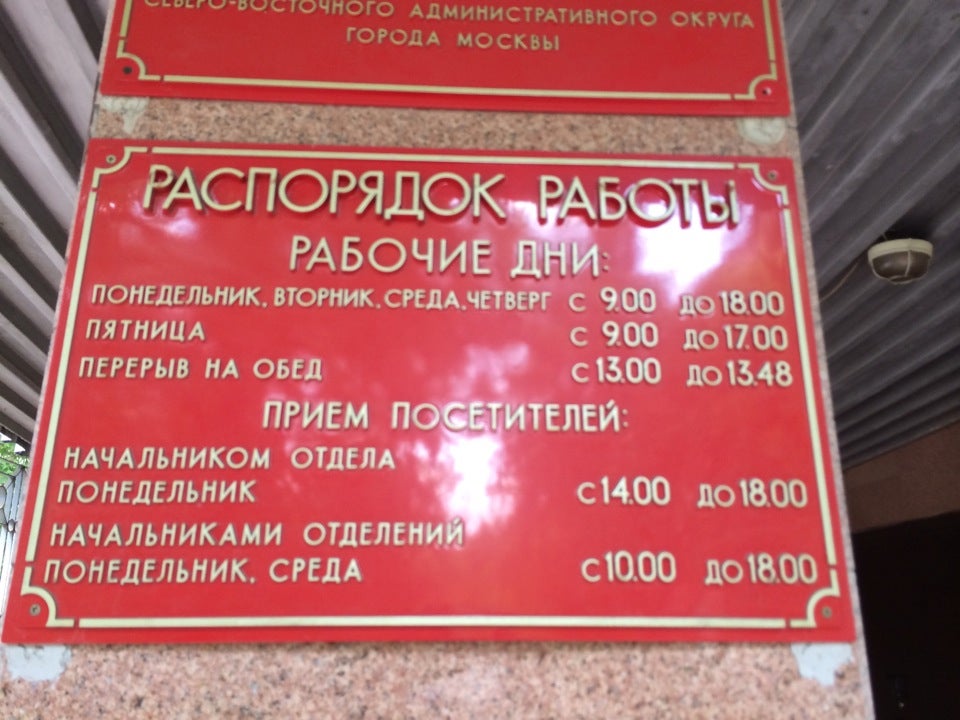 СЕВЕРО-ВОСТОЧНОГО АДМИНИСТРАТИВНОГО ОКРУГА
ГОРОДА МОСКВЫ
РАСПОРЯДОК РАБОТЫ
РАБОЧИЕ ДНИ:
ПОНЕДЕЛЬНИК, ВТОРНИК, СРЕДА, ЧЕТВЕРГ С 9.00 ДО 18.00
ПЯТНИЦА С 9.00 ДО 17.00
ПЕРЕРЫВ НА ОБЕД С 13.00 ДО 13.48
ПРИЕМ ПОСЕТИТЕЛЕЙ:
НАЧАЛЬНИКОМ ОТДЕЛА
ПОНЕДЕЛЬНИК С 14.00 ДО 18.00
НАЧАЛЬНИКАМИ ОТДЕЛЕНИЙ
ПОНЕДЕЛЬНИК, СРЕДА С 10.00 ДО 18.00